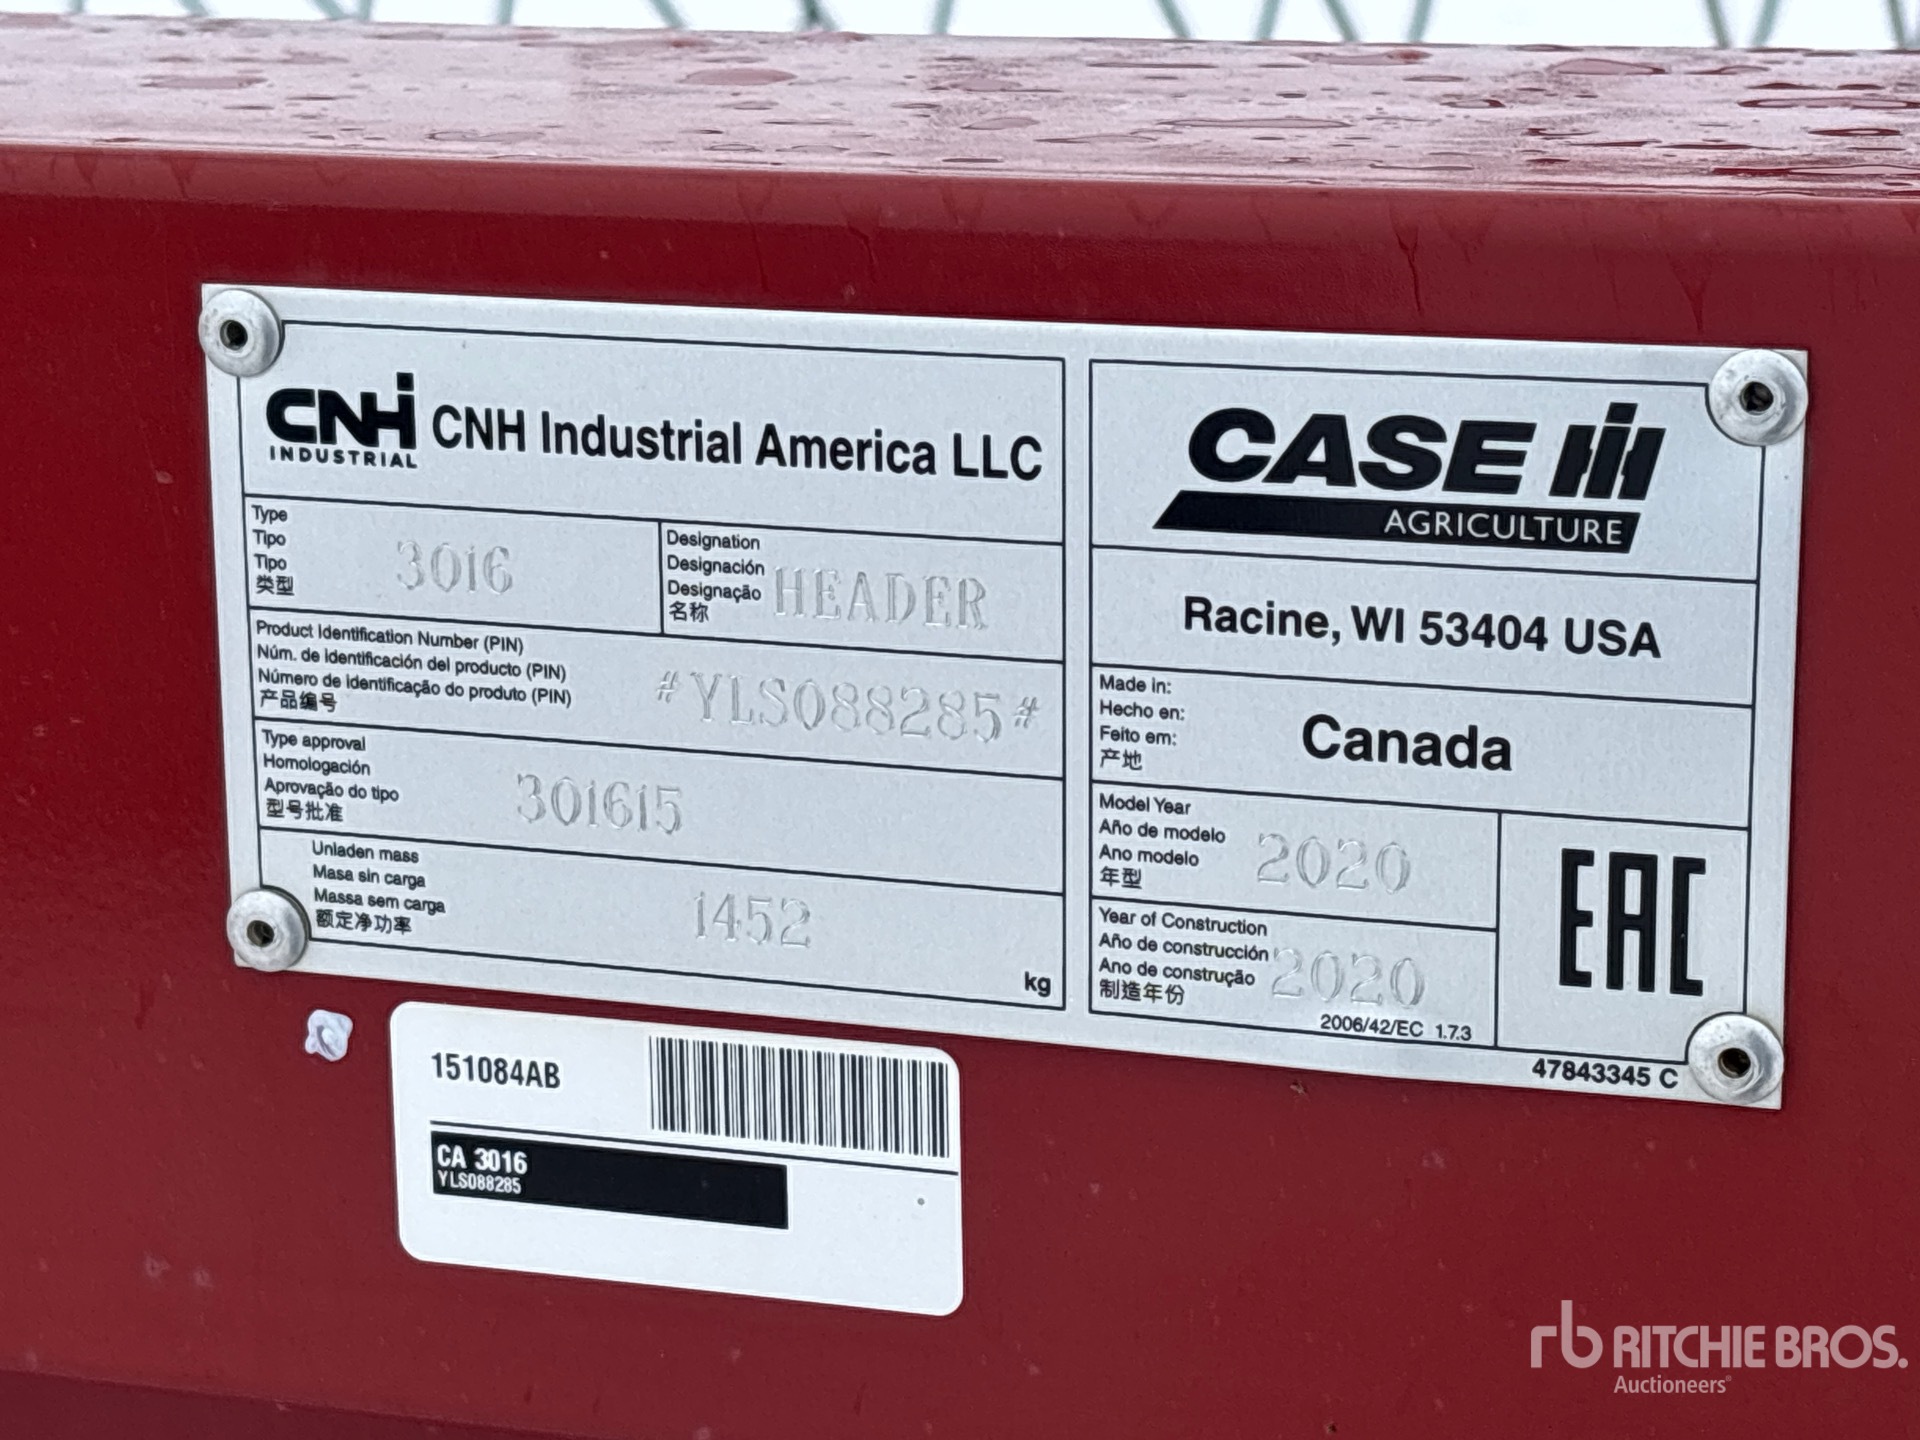 CNH
INDUSTRIAL
CNH Industrial America LLC
Type
Tipo
Tipo
类型
3016
Designation
Designación
Designação
名称
HEADER
Product Identification Number (PIN)
Núm. de identificación del producto (PIN)
Número de identificação do produto (PIN)
产品编号
#YLS088285#
Type approval
Homologación
Aprovação do tipo
型号批准
301615
Unladen mass
Masa sin carga
Massa sem carga
额定净功率
1452
kg
CASE IH
AGRICULTURE
Racine, WI 53404 USA
Made in:
Hecho en:
Feito em:
产地
Canada
Model Year
Año de modelo
Ano modelo
年型
2020
Year of Construction
Año de construcción
Ano de construção
制造年份
2020
2006/42/EC 1.7.3
EAC
47843345 C
151084AB
CA 3016
YLS088285
rb RITCHIE BROS.
Auctioneers